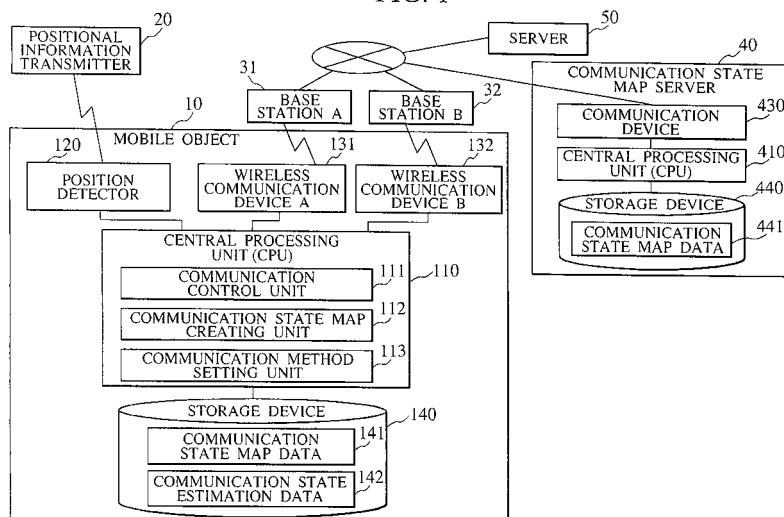 FIG. 1
20
POSITIONAL
INFORMATION
TRANSMITTER
50
SERVER
40
COMMUNICATION STATE
MAP SERVER
COMMUNICATION
DEVICE
430
CENTRAL PROCESSING
UNIT (CPU)
410
440
STORAGE DEVICE
COMMUNICATION
STATE MAP DATA
441
31
BASE
STATION A
32
BASE
STATION B
10
MOBILE OBJECT
120
POSITION
DETECTOR
131
WIRELESS
COMMUNICATION
DEVICE A
132
WIRELESS
COMMUNICATION
DEVICE B
CENTRAL PROCESSING
UNIT (CPU)
110
COMMUNICATION
CONTROL UNIT
111
COMMUNICATION STATE MAP
CREATING UNIT
112
COMMUNICATION METHOD
SETTING UNIT
113
STORAGE DEVICE
140
COMMUNICATION
STATE MAP DATA
141
COMMUNICATION STATE
ESTIMATION DATA
142